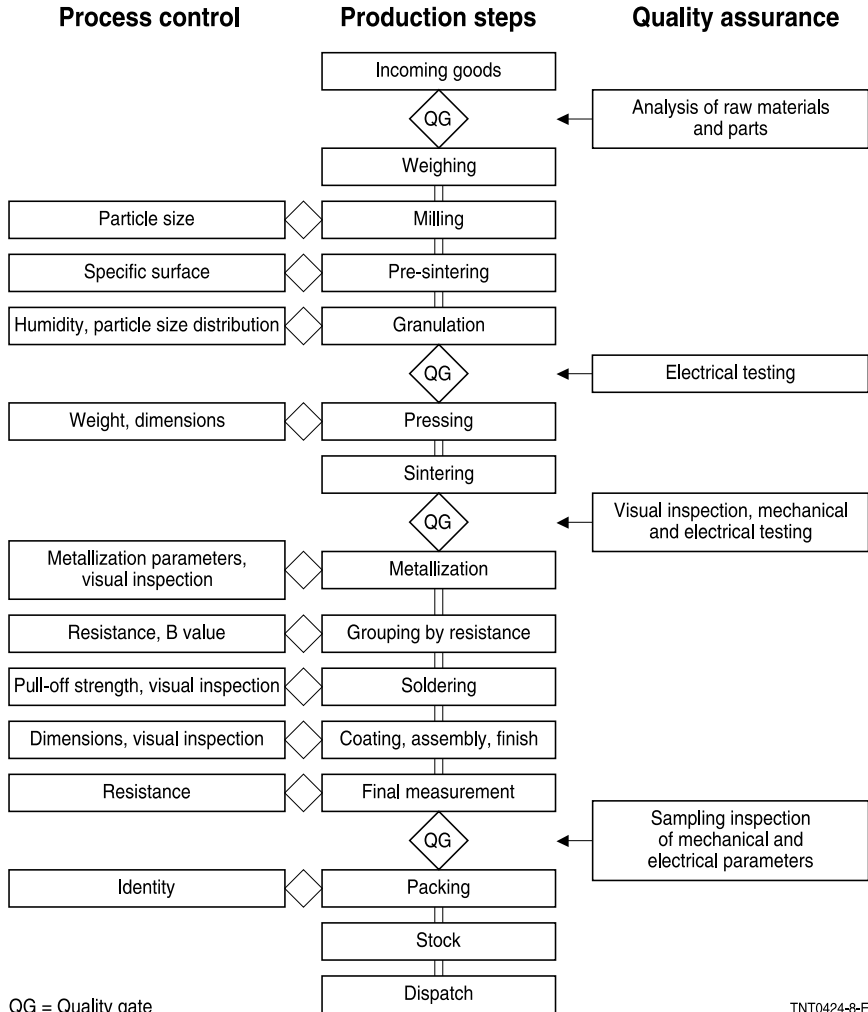 Process control
Production steps
Quality assurance
Incoming goods
QG
Analysis of raw materials
and parts
Weighing
Particle size
Milling
Specific surface
Pre-sintering
Humidity, particle size distribution
Granulation
QG
Electrical testing
Weight, dimensions
Pressing
Sintering
QG
Visual inspection, mechanical
and electrical testing
Metallization parameters,
visual inspection
Metallization
Resistance, B value
Grouping by resistance
Pull-off strength, visual inspection
Soldering
Dimensions, visual inspection
Coating, assembly, finish
Resistance
Final measurement
QG
Sampling inspection
of mechanical and
electrical parameters
Identity
Packing
Stock
Dispatch
QG = Quality gate
TNT0424-8-E